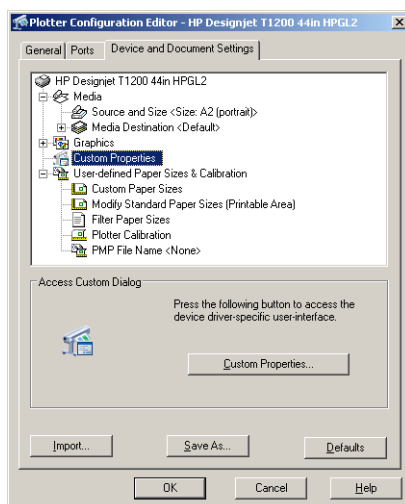 Plotter Configuration Editor - HP Designjet T1200 44in HPGL2
General Ports Device and Document Settings
HP Designjet T1200 44in HPGL2
Media
Source and Size <Size: A2 (portrait)>
Media Destination <Default>
Graphics
Custom Properties
User-defined Paper Sizes & Calibration
Custom Paper Sizes
Modify Standard Paper Sizes (Printable Area)
Filter Paper Sizes
Plotter Calibration
PMP File Name <None>
Access Custom Dialog
Press the following button to access the
device driver-specific user-interface.
Custom Properties...
Import... Save As... Defaults
OK Cancel Help